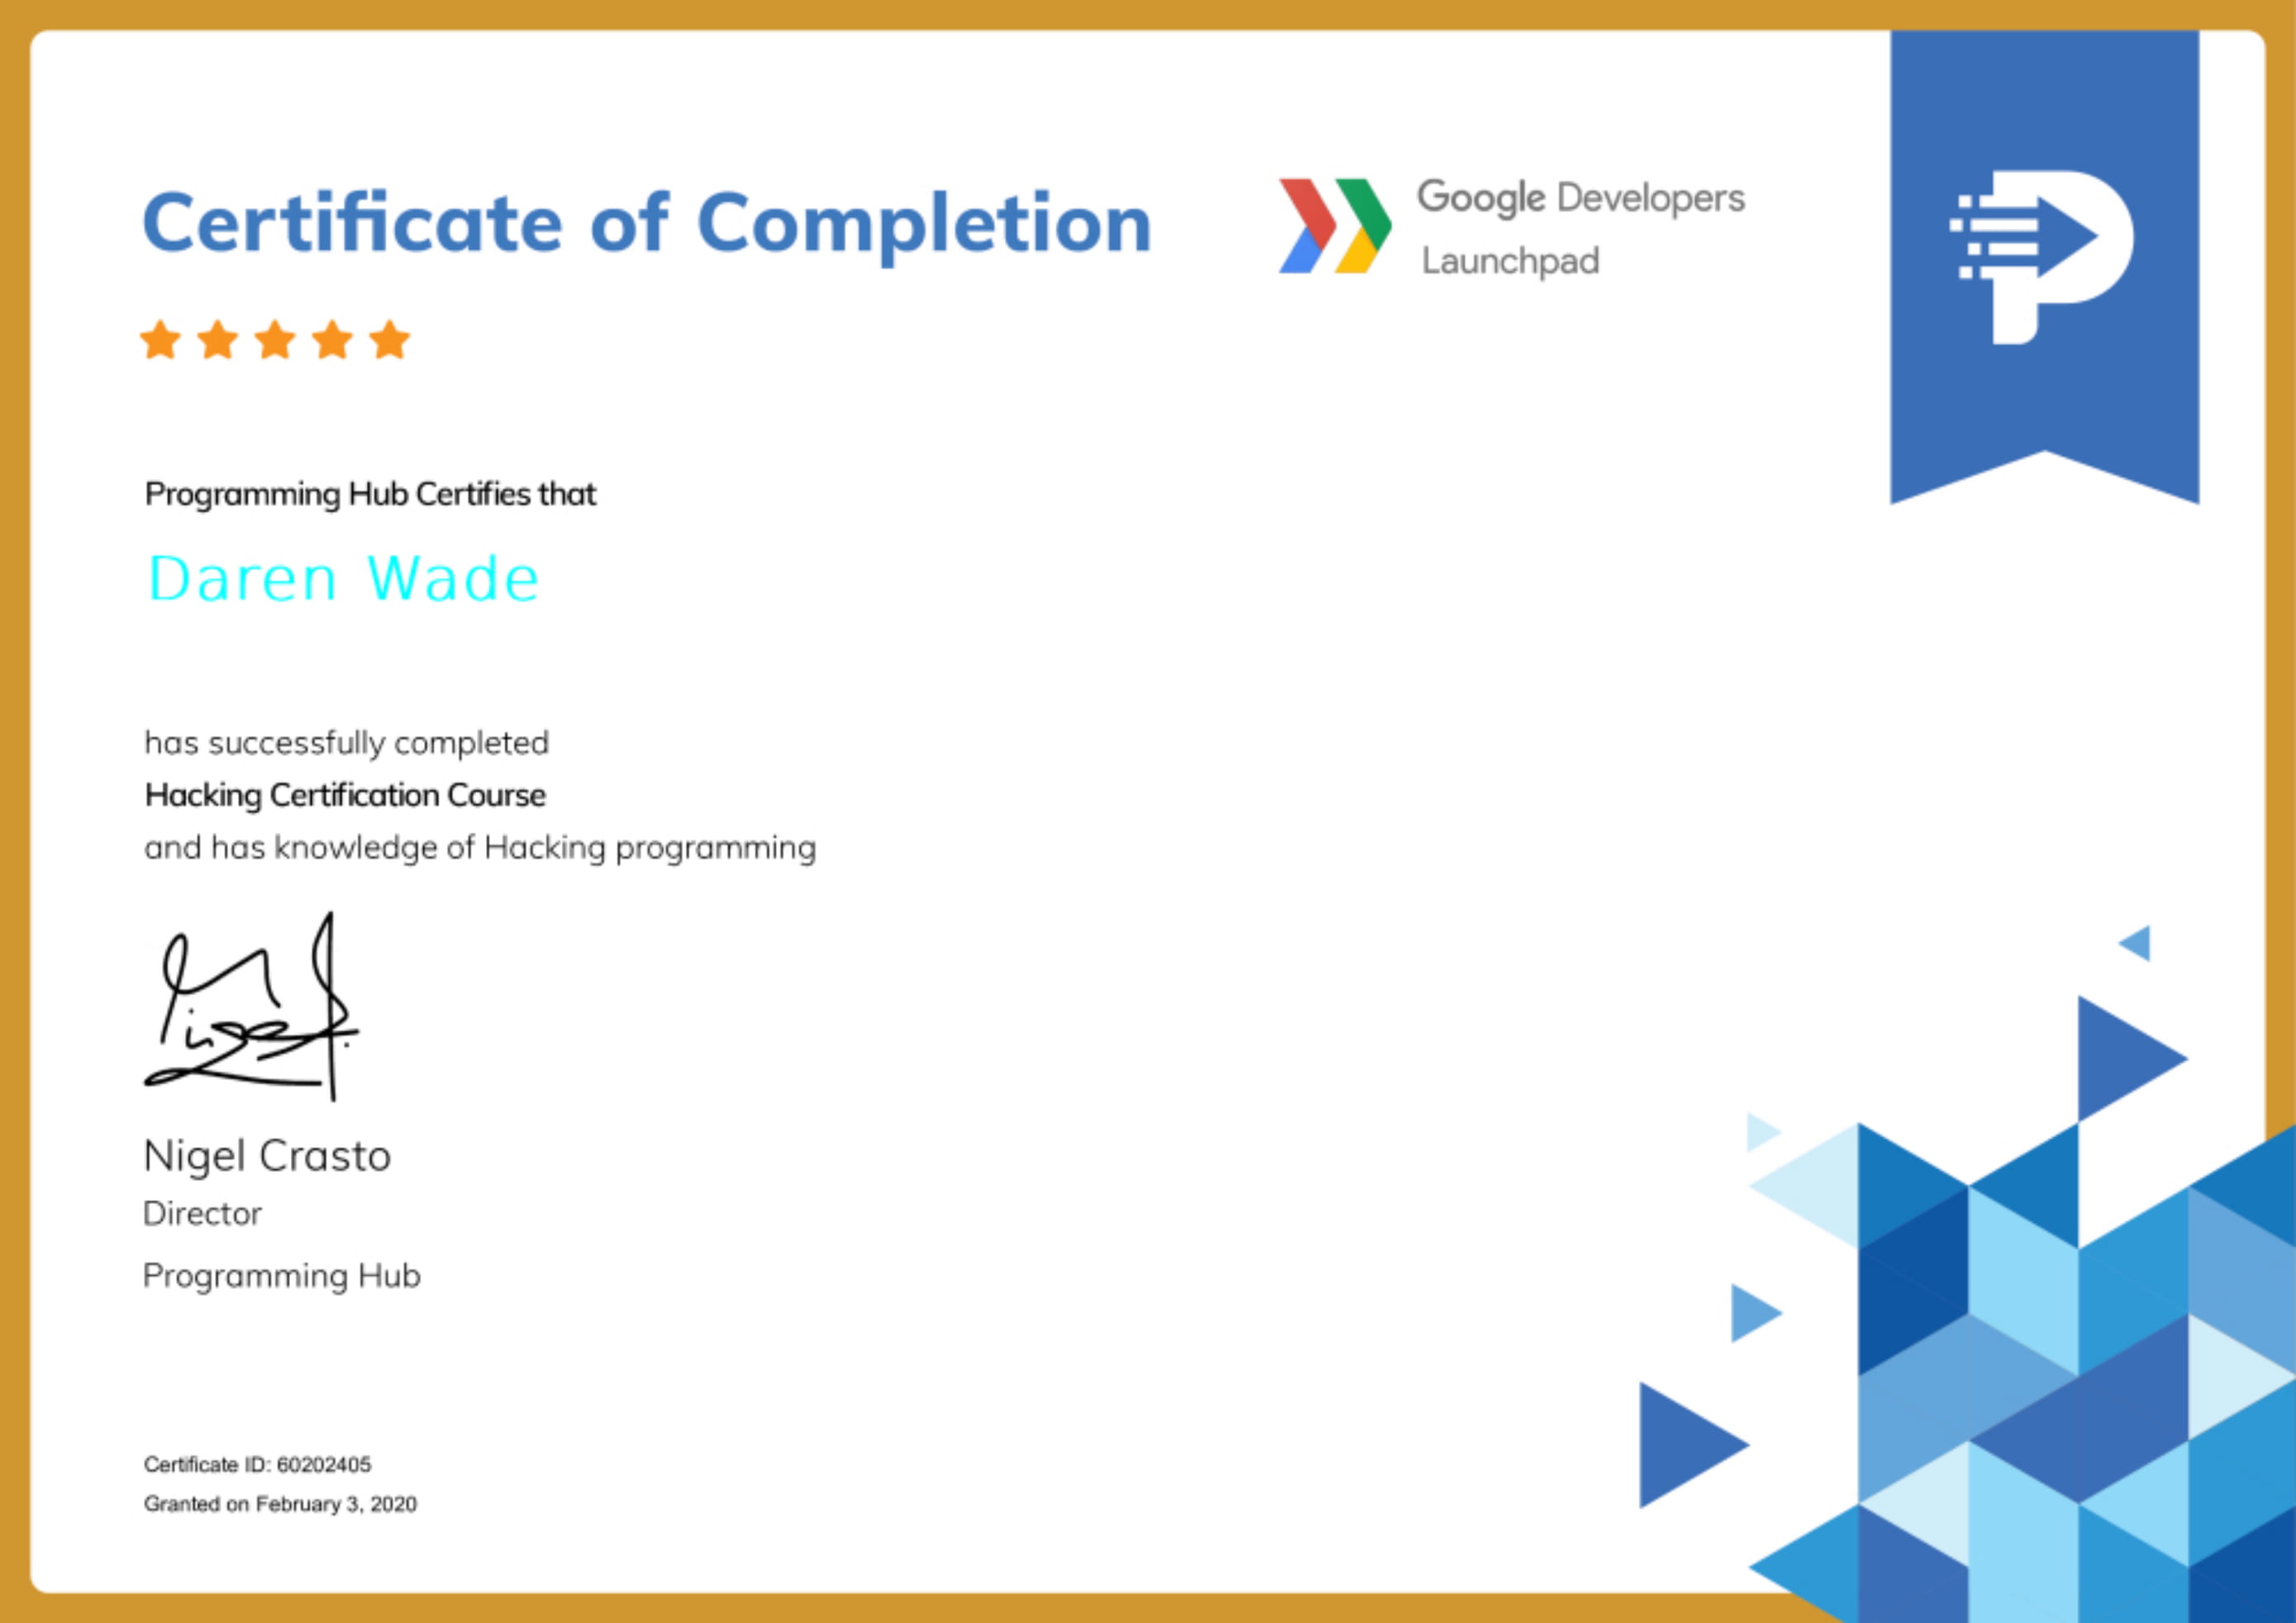 Certificate of Completion
Google Developers
Launchpad
Programming Hub Certifies that
Daren Wade
has successfully completed
Hacking Certification Course
and has knowledge of Hacking programming
Nigel Crasto
Director
Programming Hub
Certificate ID: 60202405
Granted on February 3, 2020